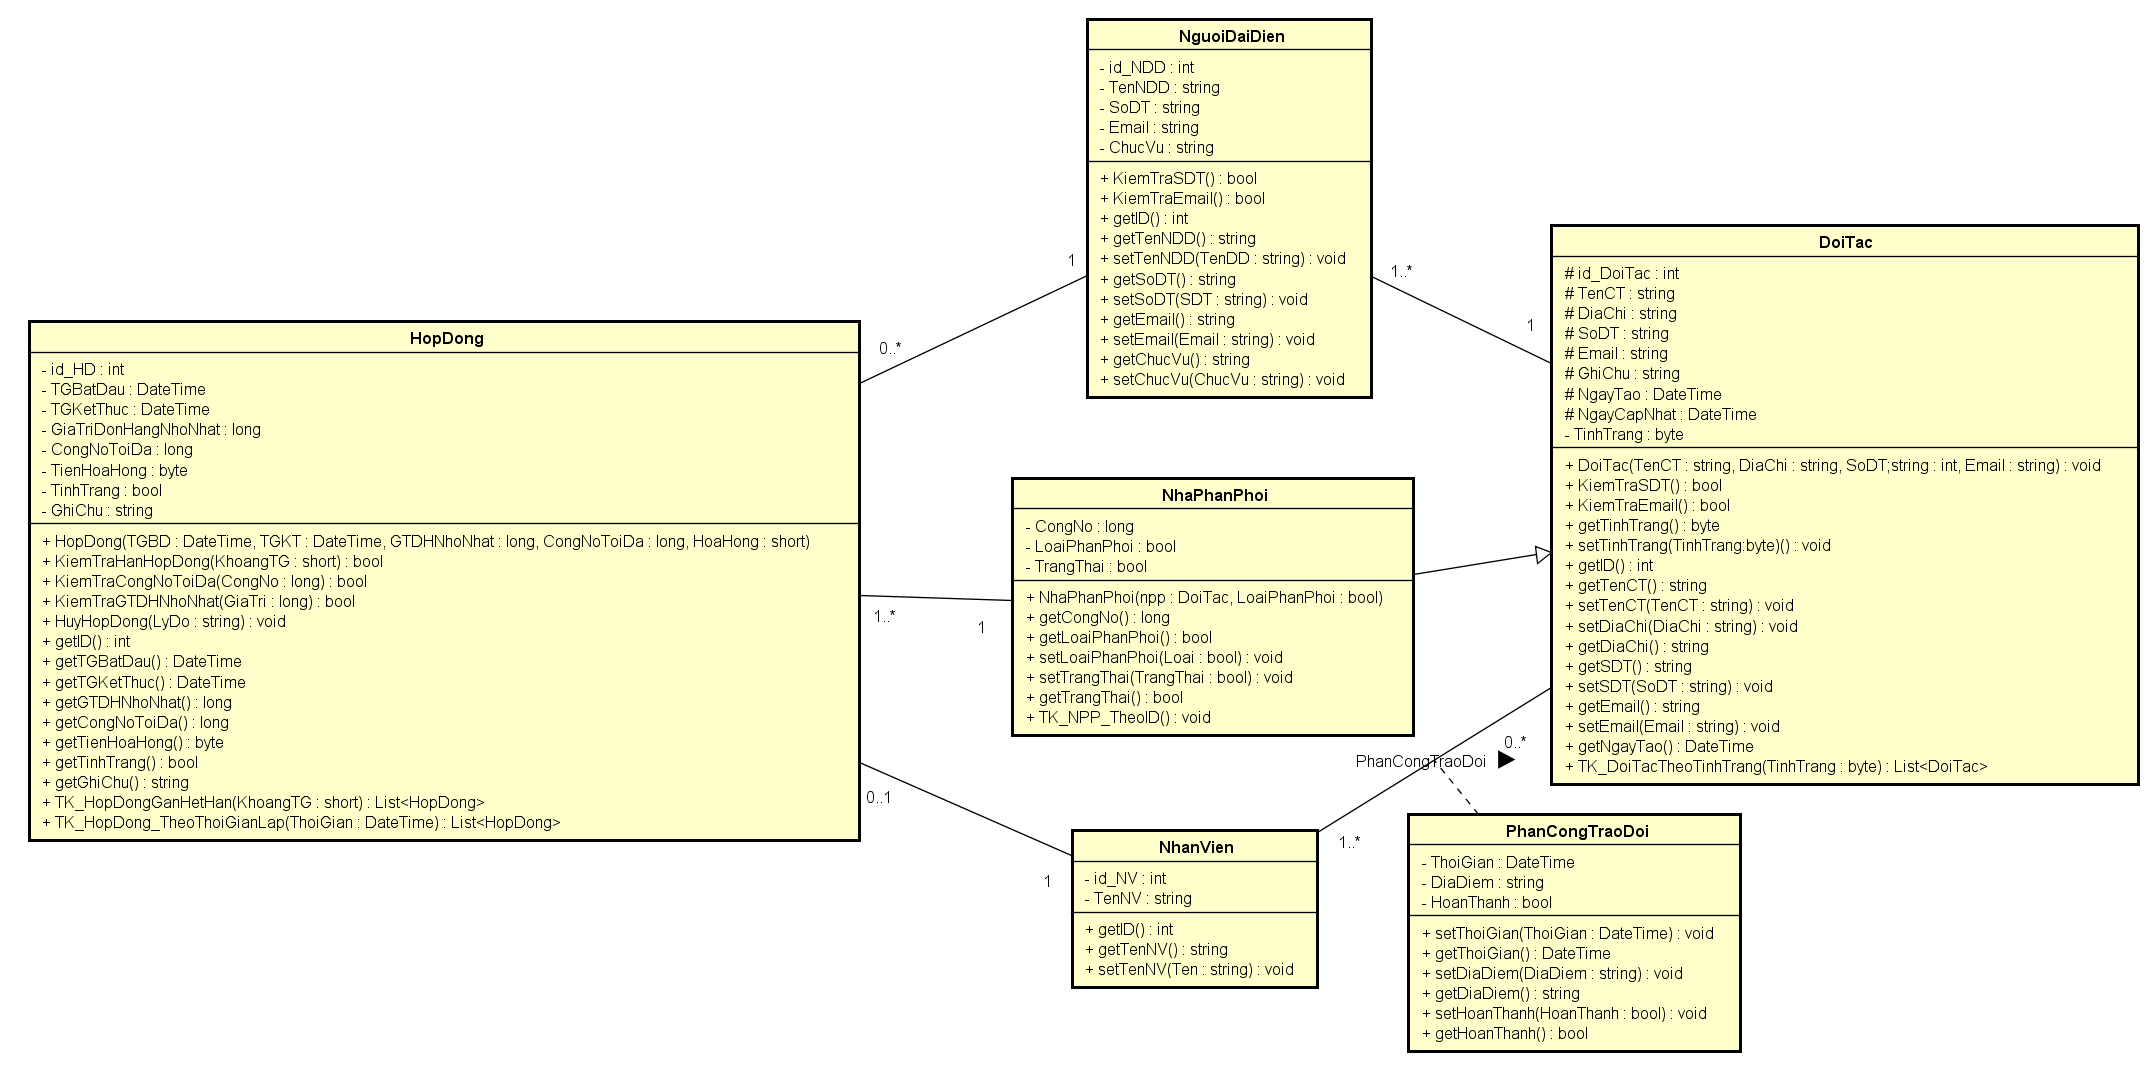 NguoiDaiDien
- id_NDD : int
- TenNDD : string
- SoDT : string
- Email : string
- ChucVu : string
+ KiemTraSDT() : bool
+ KiemTraEmail() : bool
+ getID() : int
+ getTenNDD() : string
+ setTenNDD(TenDD : string) : void
+ getSoDT() : string
+ setSoDT(SDT : string) : void
+ getEmail() : string
+ setEmail(Email : string) : void
+ getChucVu() : string
+ setChucVu(ChucVu : string) : void
1
0..*
1..*
1
HopDong
- id_HD : int
- TGBatDau : DateTime
- TGKetThuc : DateTime
- GiaTriDonHangNhoNhat : long
- CongNoToiDa : long
- TienHoaHong : byte
- TinhTrang : bool
- GhiChu : string
+ HopDong(TGBD : DateTime, TGKT : DateTime, GTDHNhoNhat : long, CongNoToiDa : long, HoaHong : short)
+ KiemTraHanHopDong(KhoangTG : short) : bool
+ KiemTraCongNoToiDa(CongNo : long) : bool
+ KiemTraGTDHNhoNhat(GiaTri : long) : bool
+ HuyHopDong(LyDo : string) : void
+ getID() : int
+ getTGBatDau() : DateTime
+ getTGKetThuc() : DateTime
+ getGTDHNhoNhat() : long
+ getCongNoToiDa() : long
+ getTienHoaHong() : byte
+ getTinhTrang() : bool
+ getGhiChu() : string
+ TK_HopDongGanHetHan(KhoangTG : short) : List<HopDong>
+ TK_HopDong_TheoThoiGianLap(ThoiGian : DateTime) : List<HopDong>
1..*
1
0..1
1
NhaPhanPhoi
- CongNo : long
- LoaiPhanPhoi : bool
- TrangThai : bool
+ NhaPhanPhoi(npp : DoiTac, LoaiPhanPhoi : bool)
+ getCongNo() : long
+ getLoaiPhanPhoi() : bool
+ setLoaiPhanPhoi(Loai : bool) : void
+ setTrangThai(TrangThai : bool) : void
+ getTrangThai() : bool
+ TK_NPP_TheoID() : void
DoiTac
# id_DoiTac : int
# TenCT : string
# DiaChi : string
# SoDT : string
# Email : string
# GhiChu : string
# NgayTao : DateTime
# NgayCapNhat : DateTime
- TinhTrang : byte
+ DoiTac(TenCT : string, DiaChi : string, SoDT;string : int, Email : string) : void
+ KiemTraSDT() : bool
+ KiemTraEmail() : bool
+ getTinhTrang() : byte
+ setTinhTrang(TinhTrang:byte)() : void
+ getID() : int
+ getTenCT() : string
+ setTenCT(TenCT : string) : void
+ setDiaChi(DiaChi : string) : void
+ getDiaChi() : string
+ getSDT() : string
+ setSDT(SoDT : string) : void
+ getEmail() : string
+ setEmail(Email : string) : void
+ getNgayTao() : DateTime
+ TK_DoiTacTheoTinhTrang(TinhTrang : byte) : List<DoiTac>
0..*
PhanCongTraoDoi
1..*
NhanVien
- id_NV : int
- TenNV : string
+ getID() : int
+ getTenNV() : string
+ setTenNV(Ten : string) : void
PhanCongTraoDoi
- ThoiGian : DateTime
- DiaDiem : string
- HoanThanh : bool
+ setThoiGian(ThoiGian : DateTime) : void
+ getThoiGian() : DateTime
+ setDiaDiem(DiaDiem : string) : void
+ getDiaDiem() : string
+ setHoanThanh(HoanThanh : bool) : void
+ getHoanThanh() : bool